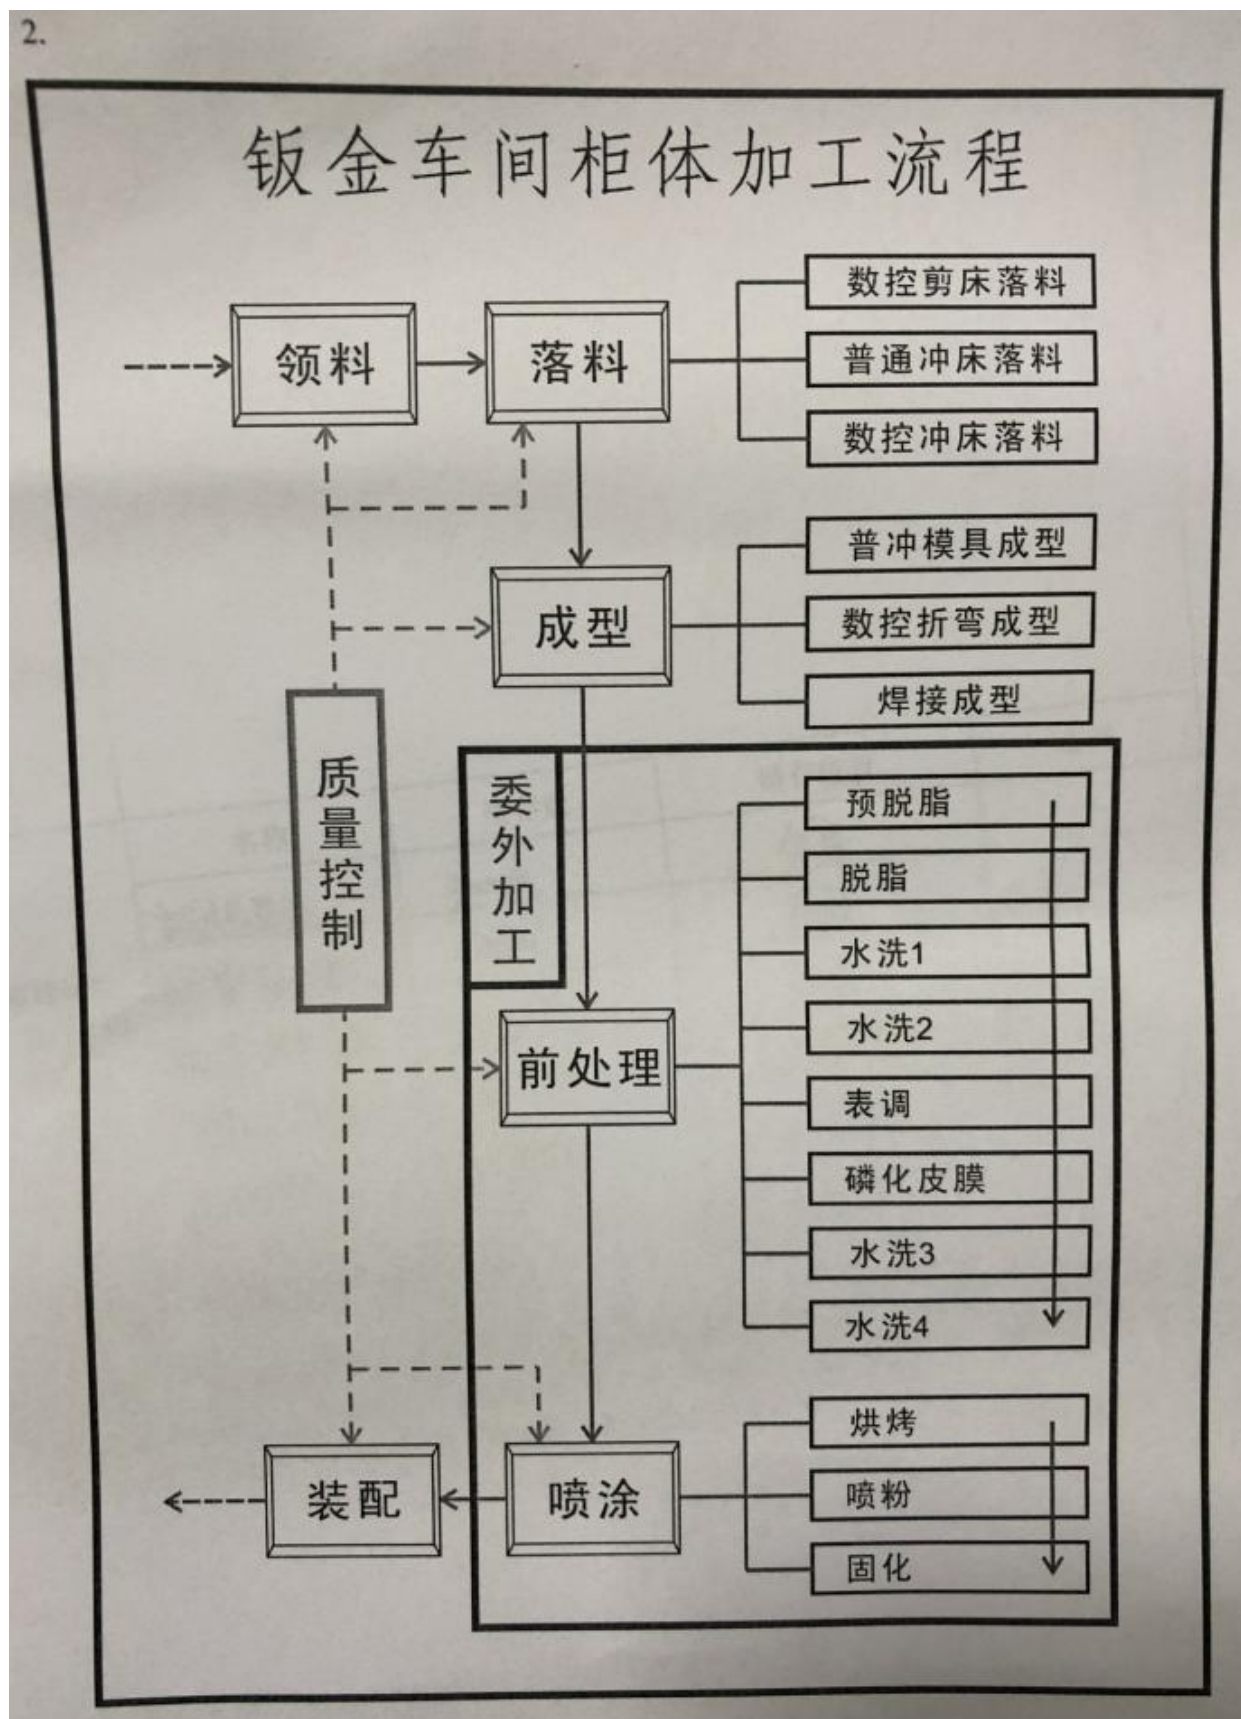 2.
钣金车间柜体加工流程
领料
落料
数控剪床落料
普通冲床落料
数控冲床落料
成型
普冲模具成型
数控折弯成型
焊接成型
质量控制
委外加工
前处理
预脱脂
脱脂
水洗1
水洗2
表调
磷化皮膜
水洗3
水洗4
装配
喷涂
烘烤
喷粉
固化